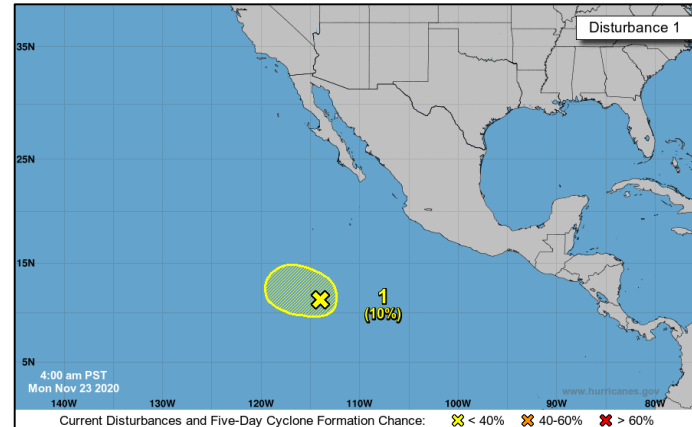 Disturbance 1
35N
25N
15N
1
(10%)
5N
4:00 am PST
Mon Nov 23 2020
www.hurricanes.gov
140W 130W 120W 110W 100W 90W 80W
Current Disturbances and Five-Day Cyclone Formation Chance: < 40% 40-60% > 60%